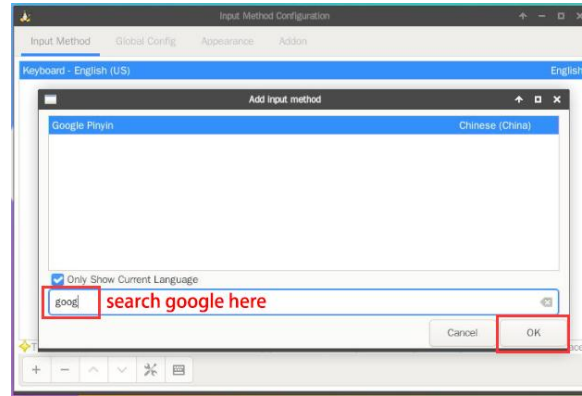 Input Method Configuration
Input Method Global Config Appearance Addon
Keyboard - English (US) English
Add input method
Google Pinyin Chinese (China)
Only Show Current Language
goog search google here
Cancel OK